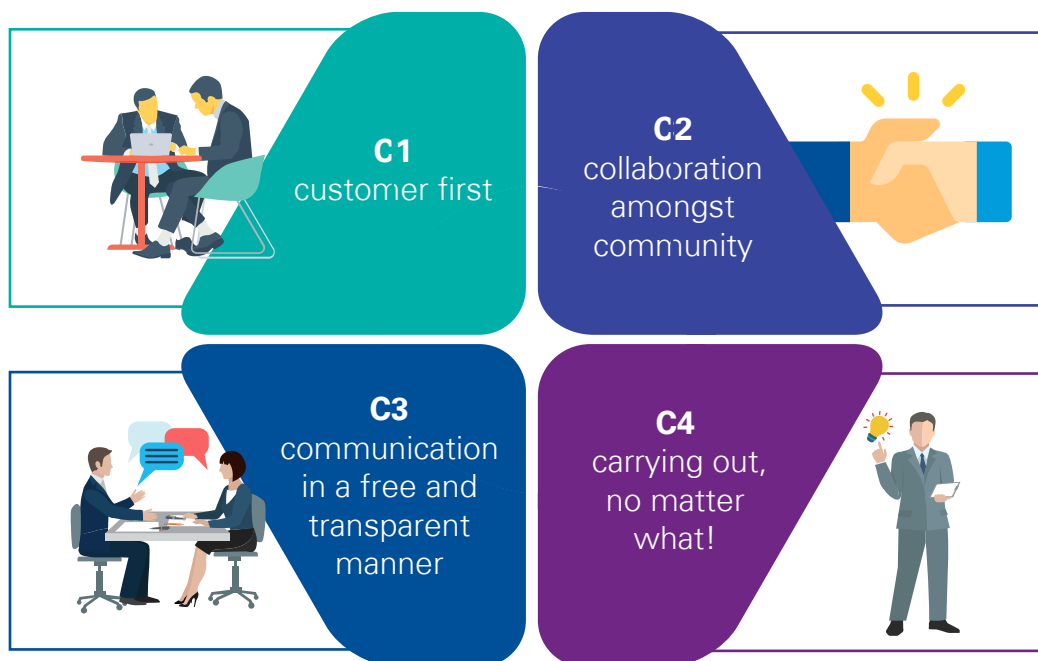 C1
customer first
C2
collaboration
amongst
community
C3
communication
in a free and
transparent
manner
C4
carrying out,
no matter
what!